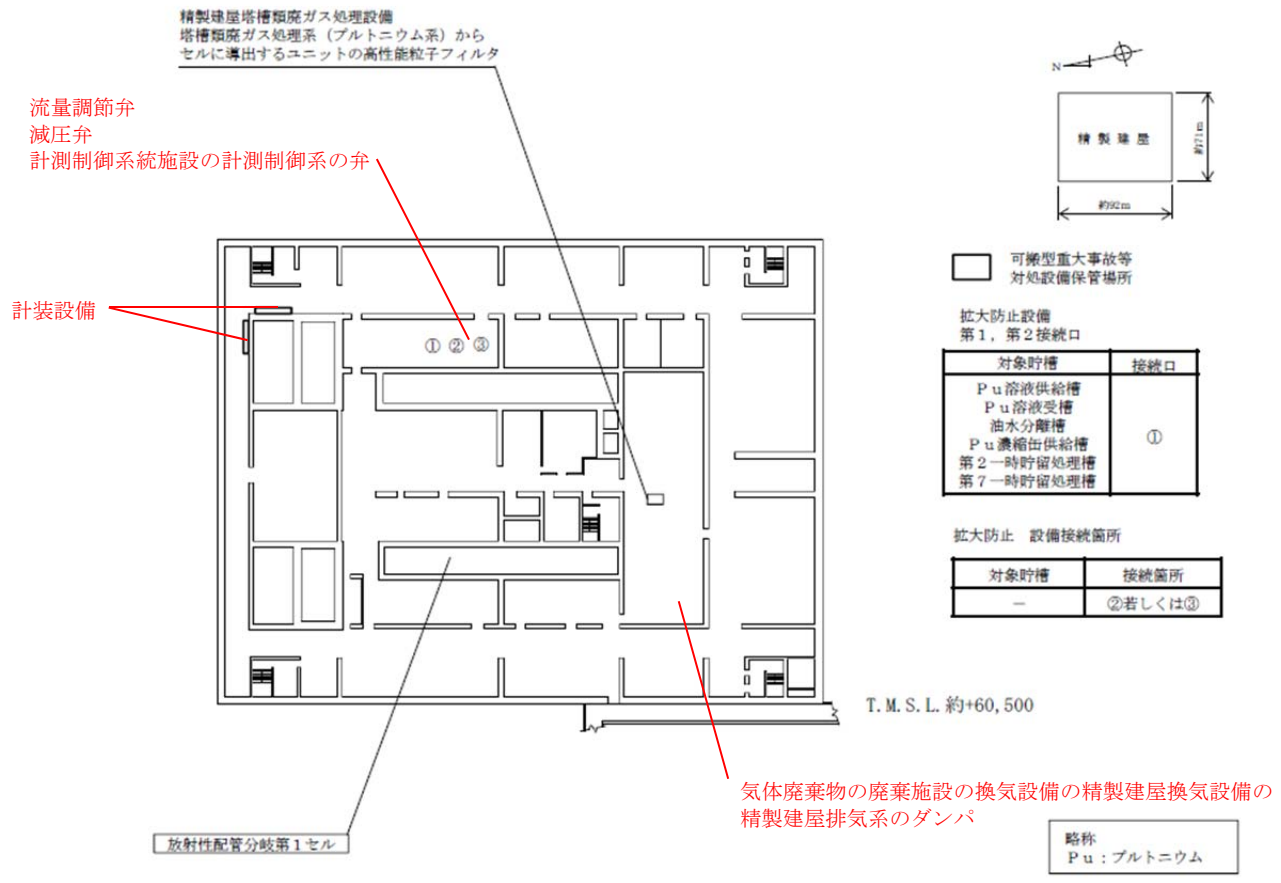 精製建屋塔槽類廃ガス処理設備
塔槽類廃ガス処理系（プルトニウム系）から
セルに導出するユニットの高性能粒子フィルタ
流量調節弁
減圧弁
計測制御系統施設の計測制御系の弁
計装設備
① ② ③
N
精製建屋
約71m
約92m
可搬型重大事故等
対処設備保管場所
拡大防止設備
第１，第２接続口
対象貯槽 接続口
Ｐｕ溶液供給槽
Ｐｕ溶液受槽
油水分離槽
Ｐｕ濃縮缶供給槽
第２一時貯留処理槽
第７一時貯留処理槽
①
拡大防止　設備接続箇所
対象貯槽 接続箇所
－ ②若しくは③
T.M.S.L.約+60,500
気体廃棄物の廃棄施設の換気設備の精製建屋換気設備の
精製建屋排気系のダンパ
放射性配管分岐第１セル
略称
Ｐｕ：プルトニウム